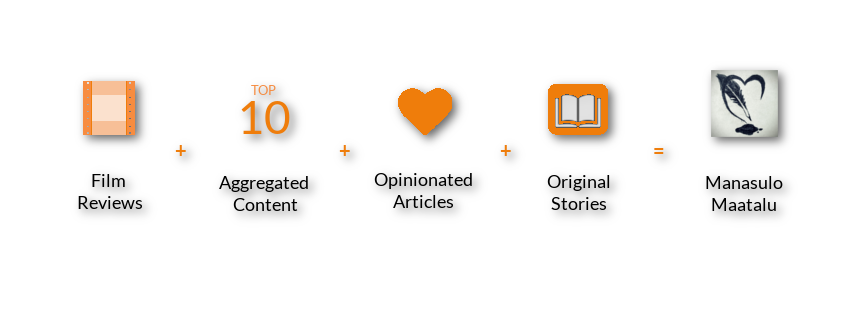 Film
Reviews
+
TOP
10
Aggregated
Content
+
Opinionated
Articles
+
Original
Stories
=
Manasulo
Maatalu